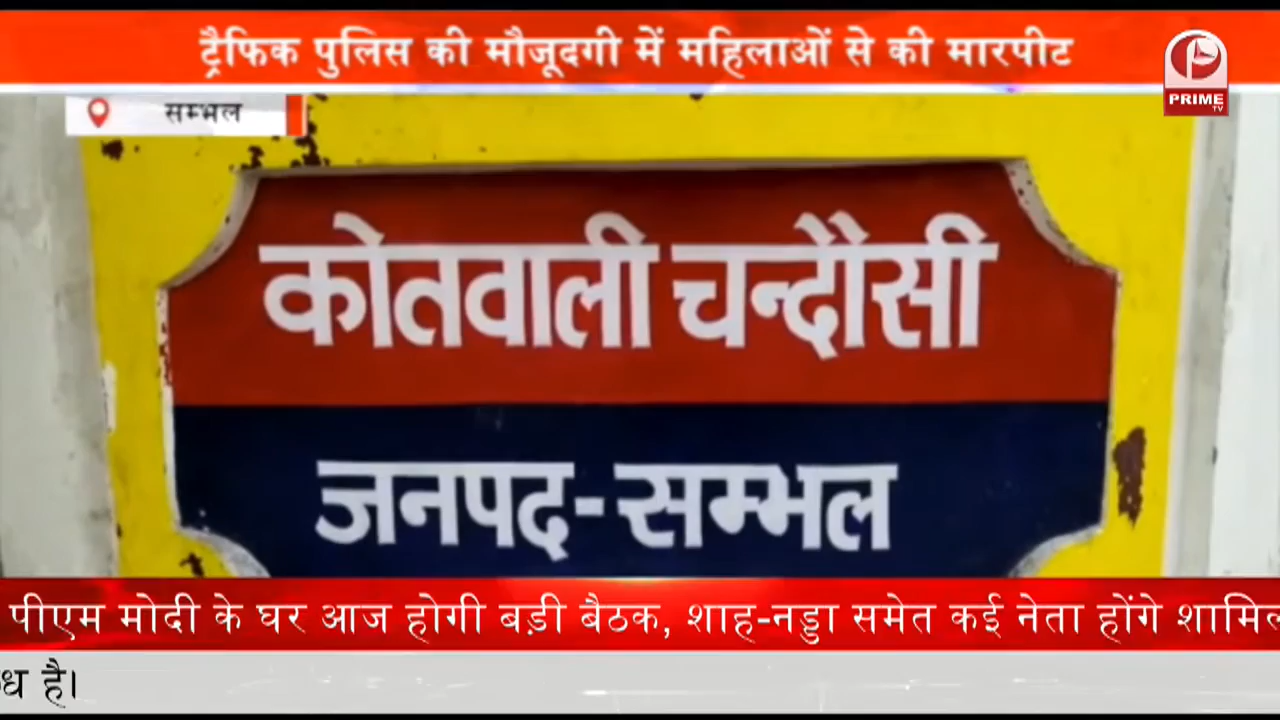 ट्रैफिक पुलिस की मौजूदगी में महिलाओं से की मारपीट
PRIME
TV
सम्भल
कोतवाली चन्दौसी
जनपद-सम्भल
पीएम मोदी के घर आज होगी बड़ी बैठक, शाह-नड्डा समेत कई नेता होंगे
है।